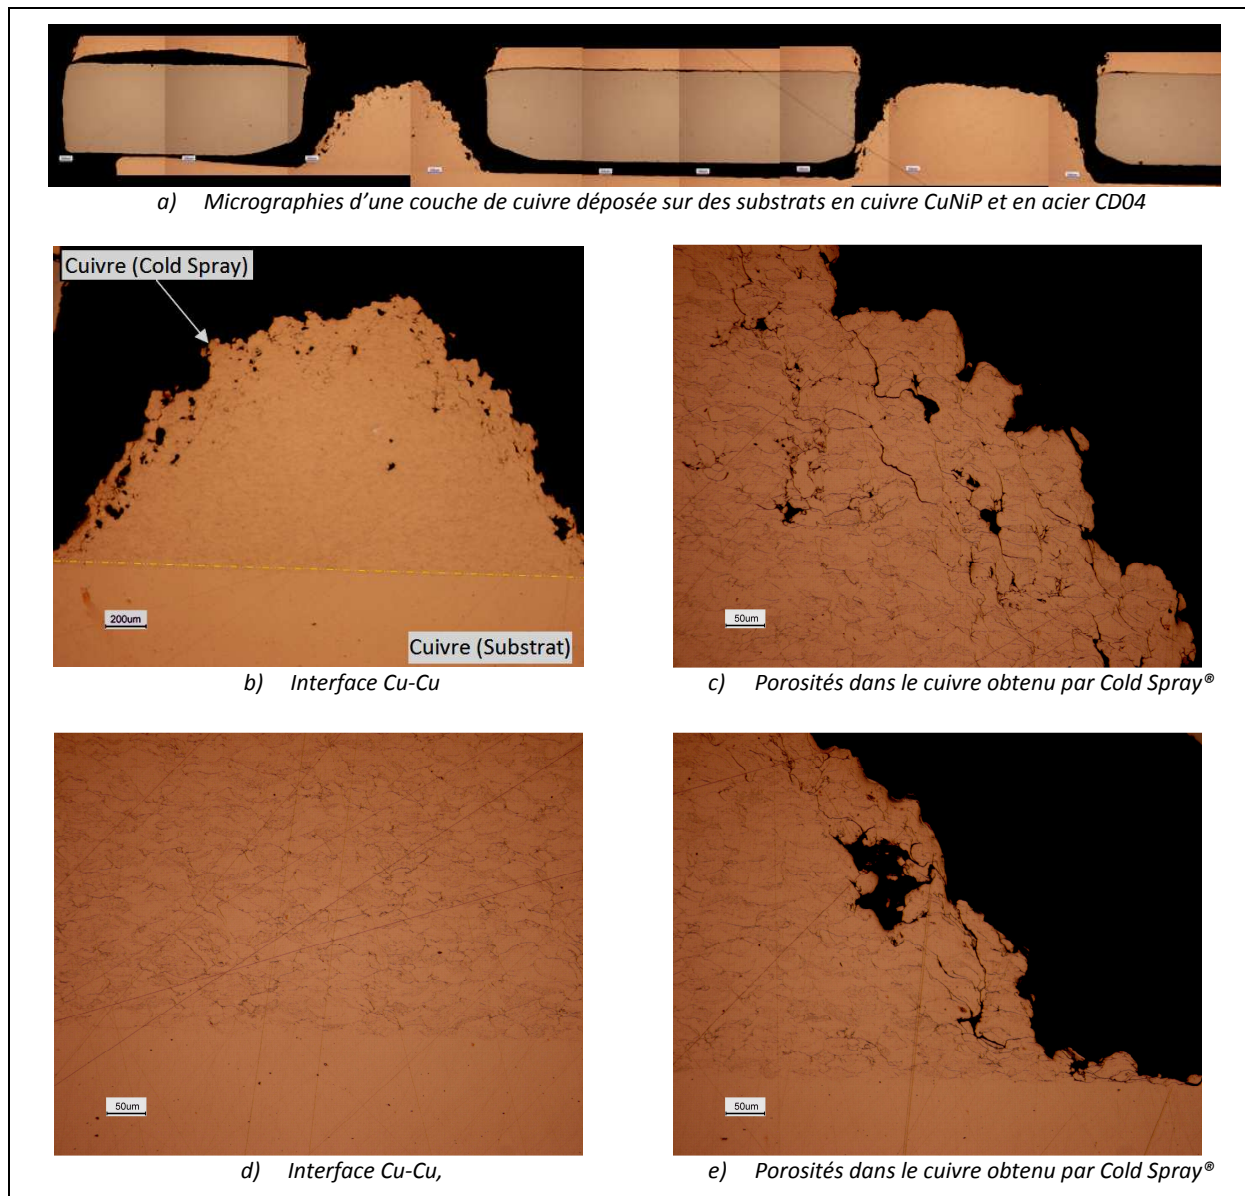 a) Micrographies d’une couche de cuivre déposée sur des substrats en cuivre CuNiP et en acier CD04
Cuivre (Cold Spray)
200um
Cuivre (Substrat)
50um
b) Interface Cu-Cu
c) Porosités dans le cuivre obtenu par Cold Spray®
50um
50um
d) Interface Cu-Cu,
e) Porosités dans le cuivre obtenu par Cold Spray®